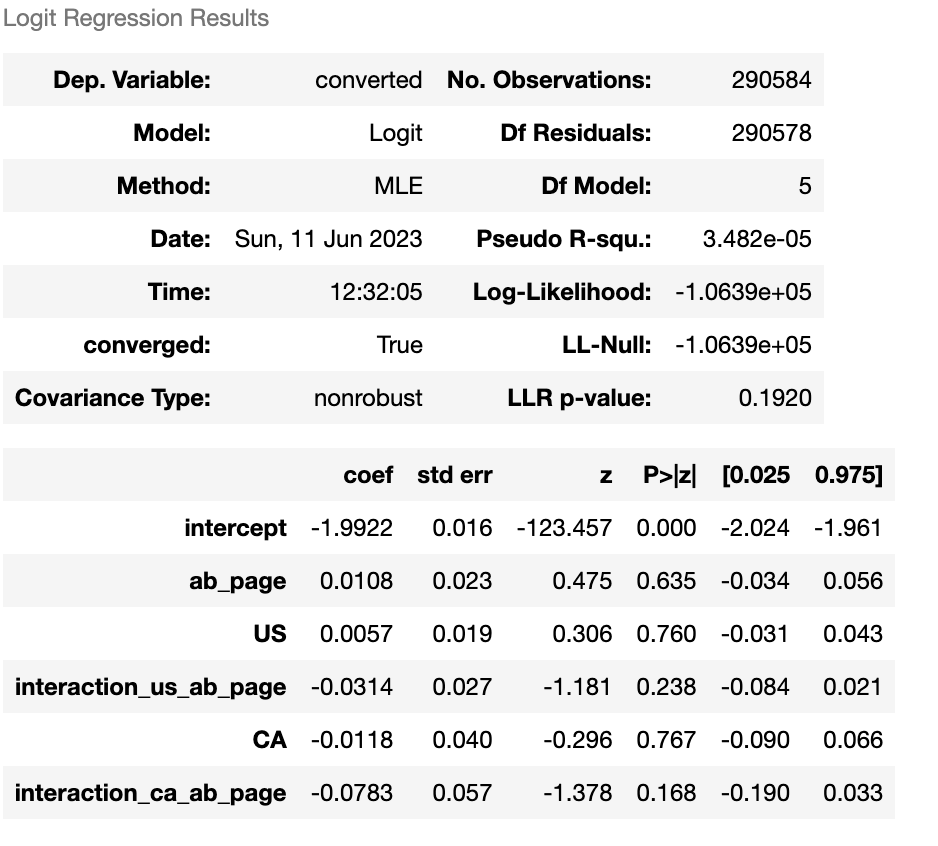 Logit Regression Results
Dep. Variable: converted No. Observations: 290584
Model: Logit Df Residuals: 290578
Method: MLE Df Model: 5
Date: Sun, 11 Jun 2023 Pseudo R-squ.: 3.482e-05
Time: 12:32:05 Log-Likelihood: -1.0639e+05
converged: True LL-Null: -1.0639e+05
Covariance Type: nonrobust LLR p-value: 0.1920
coef std err z P>|z| [0.025 0.975]
intercept -1.9922 0.016 -123.457 0.000 -2.024 -1.961
ab_page 0.0108 0.023 0.475 0.635 -0.034 0.056
US 0.0057 0.019 0.306 0.760 -0.031 0.043
interaction_us_ab_page -0.0314 0.027 -1.181 0.238 -0.084 0.021
CA -0.0118 0.040 -0.296 0.767 -0.090 0.066
interaction_ca_ab_page -0.0783 0.057 -1.378 0.168 -0.190 0.033